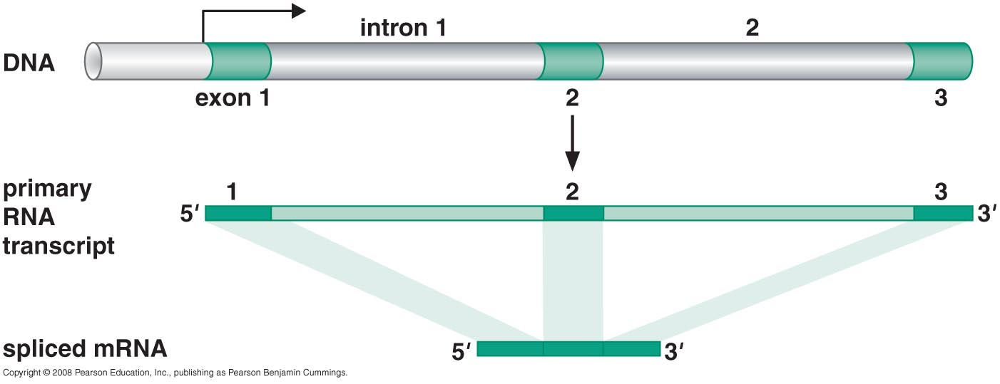 intron 1 2
DNA
exon 1 2 3
primary
RNA
transcript
1 2 3
5′ 3′
spliced mRNA 5′ 3′
Copyright © 2008 Pearson Education, Inc., publishing as Pearson Benjamin Cummings.